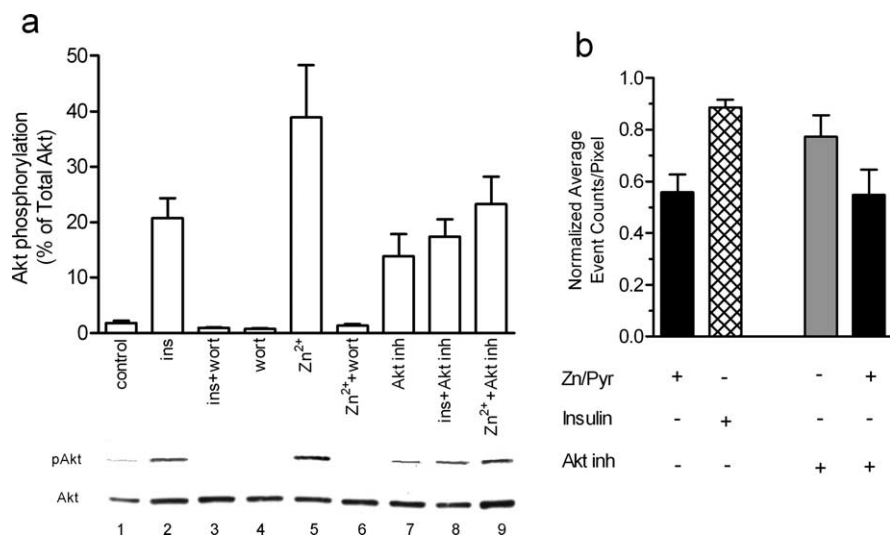 a
Akt phosphorylation
(% of Total Akt)
50
40
30
20
10
0
control
ins
ins+wort
wort
Zn²⁺
Zn²⁺+wort
Akt inh
ins+Akt inh
Zn²⁺+Akt inh
pAkt
Akt
1 2 3 4 5 6 7 8 9
b
Normalized Average
Event Counts/Pixel
1.0
0.8
0.6
0.4
0.2
0.0
Zn/Pyr + - - +
Insulin - + - -
Akt inh - - + +